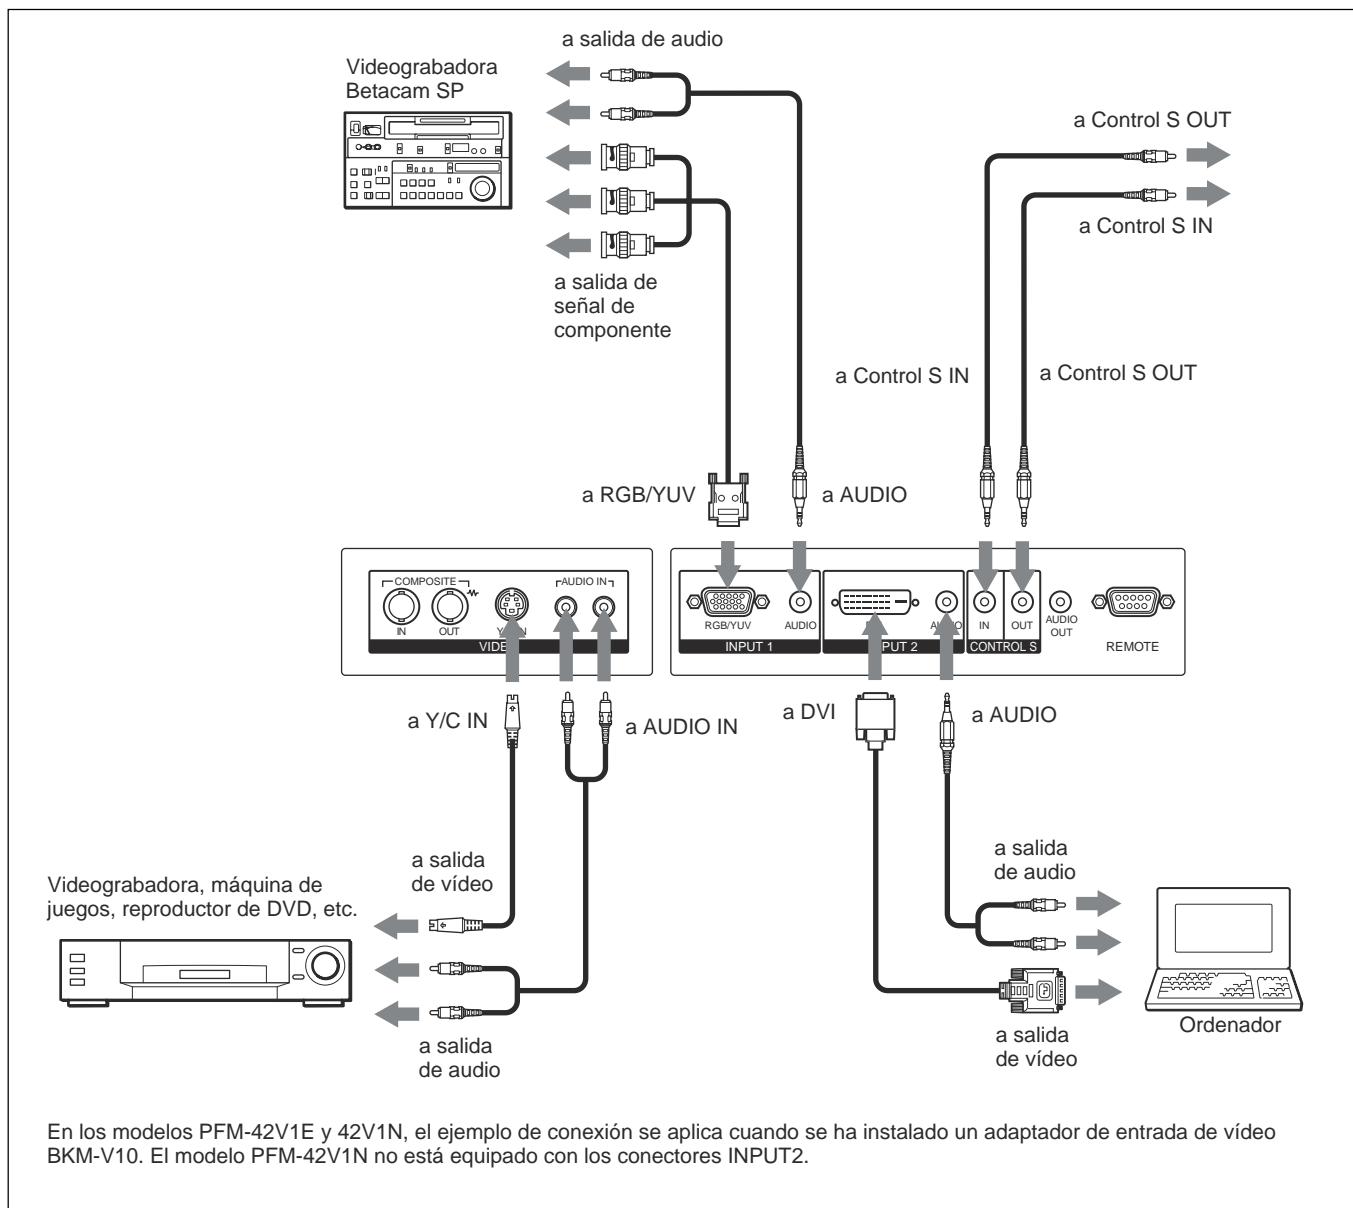 a salida de audio
Videograbadora
Betacam SP
a Control S OUT
a Control S IN
a salida de
señal de
componente
a Control S IN
a Control S OUT
a RGB/YUV
a AUDIO
COMPOSITE
AUDIO IN
IN
OUT
VIDE
RGB/YUV
AUDIO
INPUT 1
PUT 2
IN
OUT
CONTROL S
AUDIO
OUT
REMOTE
a Y/C IN
a AUDIO IN
a DVI
a AUDIO
a salida
de vídeo
a salida
de audio
Videograbadora, máquina de
juegos, reproductor de DVD, etc.
a salida
de audio
a salida
de vídeo
Ordenador
En los modelos PFM-42V1E y 42V1N, el ejemplo de conexión se aplica cuando se ha instalado un adaptador de entrada de vídeo
BKM-V10. El modelo PFM-42V1N no está equipado con los conectores INPUT2.